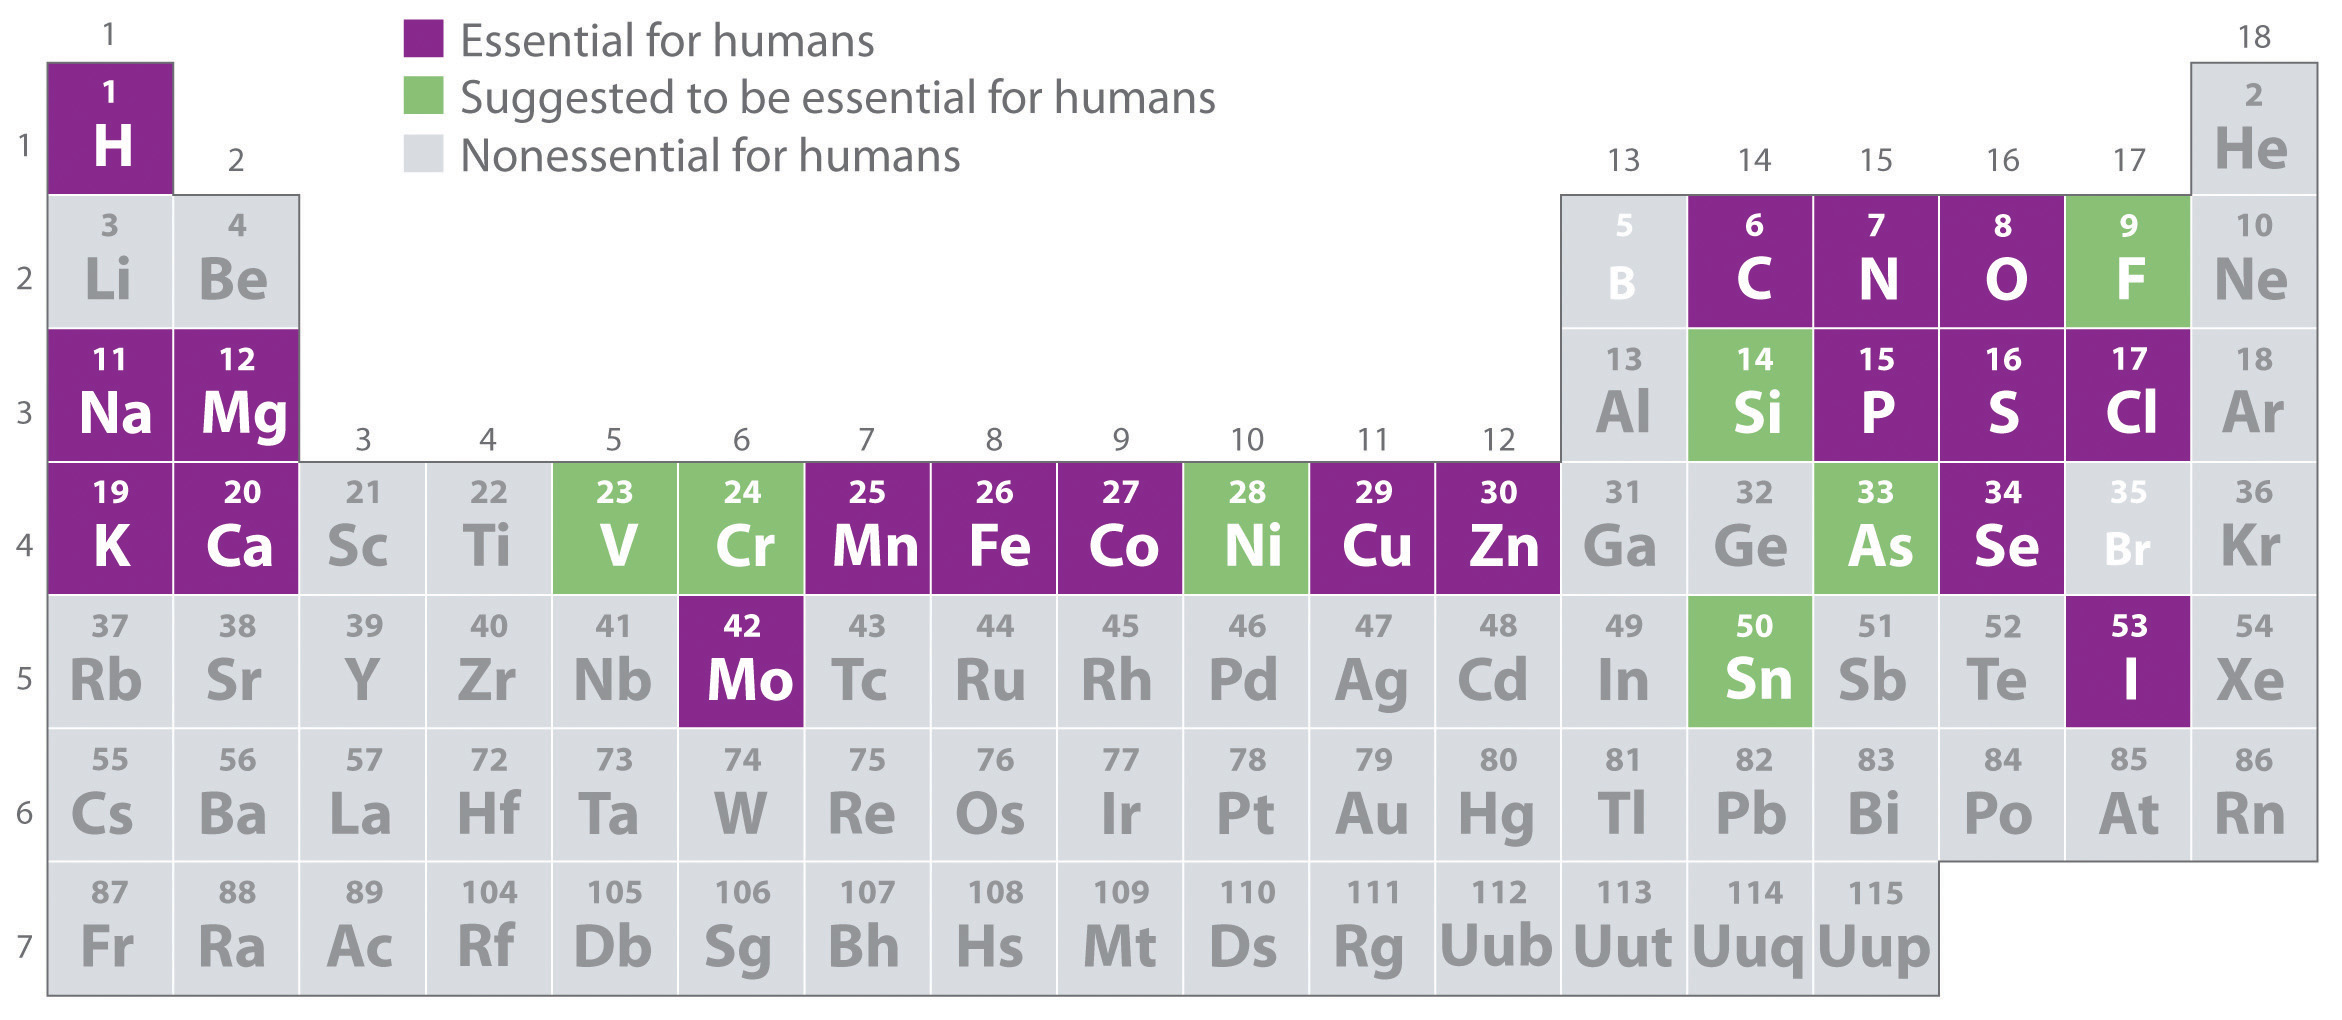 1 18
Essential for humans
Suggested to be essential for humans
Nonessential for humans
1 2
1 H He
2 13 14 15 16 17
3 4 5 6 7 8 9 10
2 Li Be B C N O F Ne
11 12 13 14 15 16 17 18
3 Na Mg Al Si P S Cl Ar
3 4 5 6 7 8 9 10 11 12
19 20 21 22 23 24 25 26 27 28 29 30 31 32 33 34 35 36
4 K Ca Sc Ti V Cr Mn Fe Co Ni Cu Zn Ga Ge As Se Br Kr
37 38 39 40 41 42 43 44 45 46 47 48 49 50 51 52 53 54
5 Rb Sr Y Zr Nb Mo Tc Ru Rh Pd Ag Cd In Sn Sb Te I Xe
55 56 57 72 73 74 75 76 77 78 79 80 81 82 83 84 85 86
6 Cs Ba La Hf Ta W Re Os Ir Pt Au Hg Tl Pb Bi Po At Rn
87 88 89 104 105 106 107 108 109 110 111 112 113 114 115
7 Fr Ra Ac Rf Db Sg Bh Hs Mt Ds Rg Uub Uut Uuq Uup